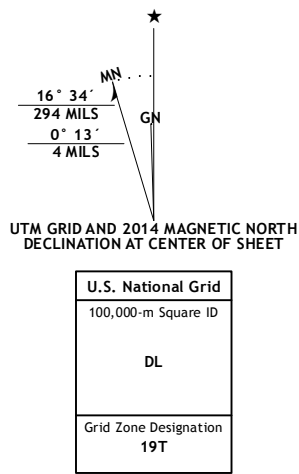 MN
GN
16° 34´
294 MILS
0° 13´
4 MILS
UTM GRID AND 2014 MAGNETIC NORTH
DECLINATION AT CENTER OF SHEET
U.S. National Grid
100,000-m Square ID
DL
Grid Zone Designation
19T